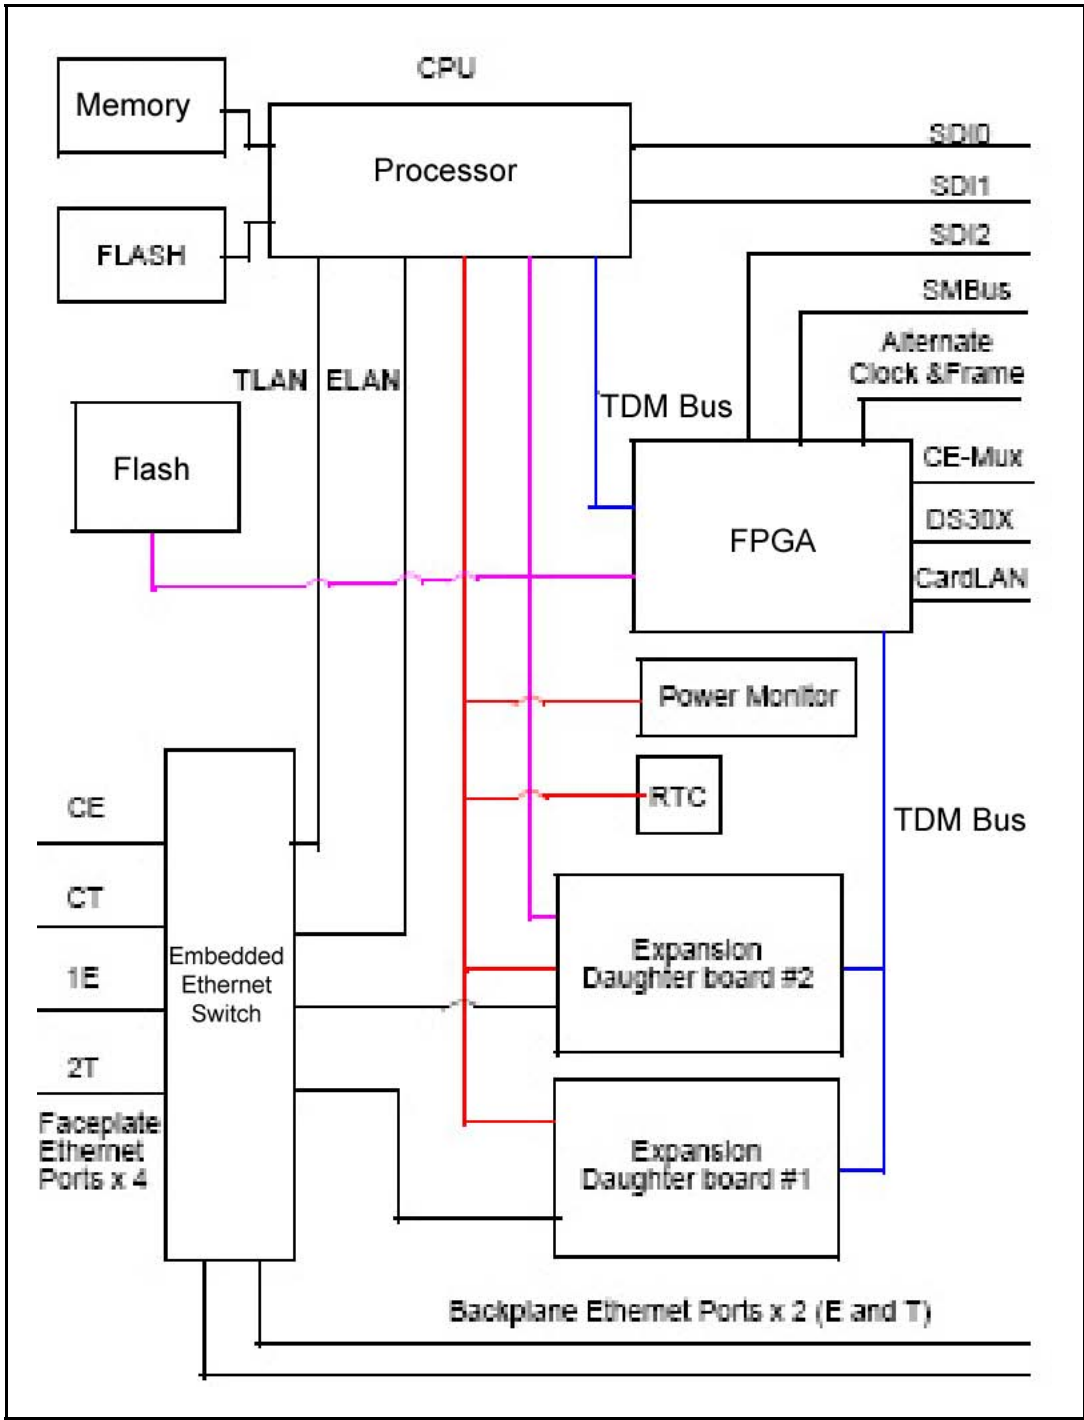 CPU
Memory
Processor
SDI0
SDI1
FLASH
SDI2
SMBus
Alternate
Clock &Frame
TLAN
ELAN
TDM Bus
Flash
CE-Mux
DS30X
FPGA
CardLAN
Power Monitor
RTC
CE
TDM Bus
CT
Embedded
Ethernet
Switch
Expansion
Daughter board #2
1E
2T
Faceplate
Ethernet
Ports x 4
Expansion
Daughter board #1
Backplane Ethernet Ports x 2 (E and T)